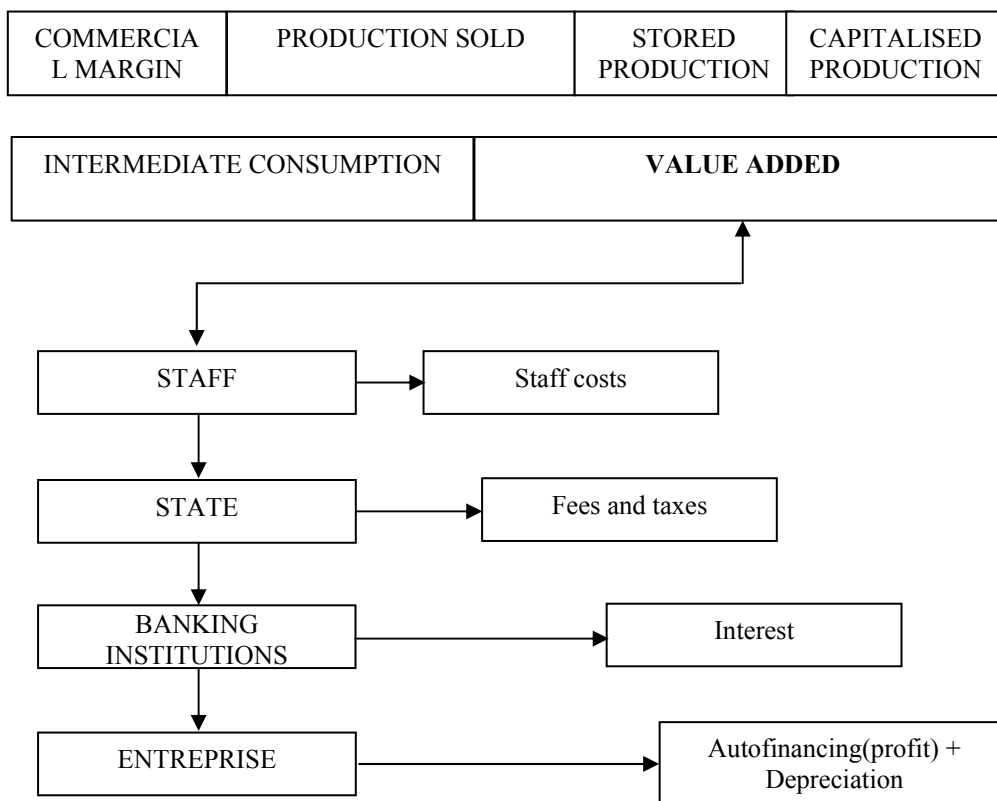 COMMERCIA
L MARGIN
PRODUCTION SOLD
STORED
PRODUCTION
CAPITALISED
PRODUCTION
INTERMEDIATE CONSUMPTION
VALUE ADDED
STAFF
Staff costs
STATE
Fees and taxes
BANKING
INSTITUTIONS
Interest
ENTREPRISE
Autofinancing(profit) +
Depreciation